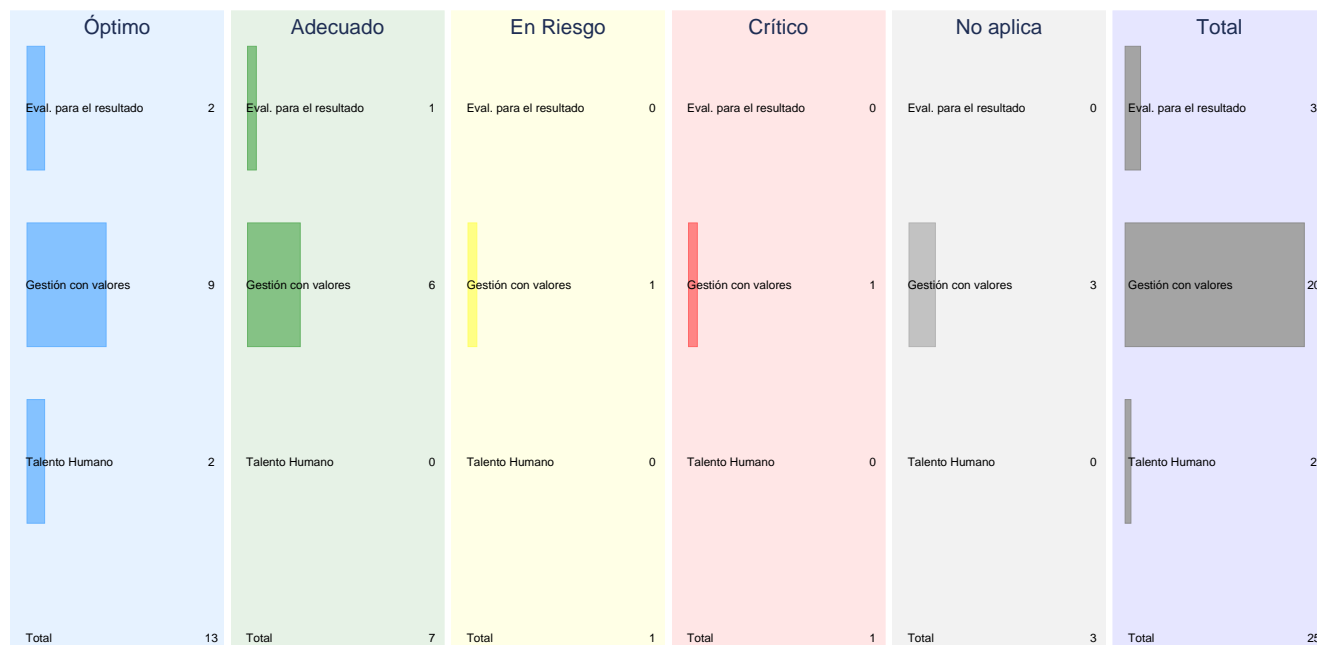 Óptimo Adecuado En Riesgo Crítico No aplica Total
Eval. para el resultado 2 Eval. para el resultado 1 Eval. para el resultado 0 Eval. para el resultado 0 Eval. para el resultado 0 Eval. para el resultado 3
Gestión con valores 9 Gestión con valores 6 Gestión con valores 1 Gestión con valores 1 Gestión con valores 3 Gestión con valores 20
Talento Humano 2 Talento Humano 0 Talento Humano 0 Talento Humano 0 Talento Humano 0 Talento Humano 2
Total 13 Total 7 Total 1 Total 1 Total 3 Total 25